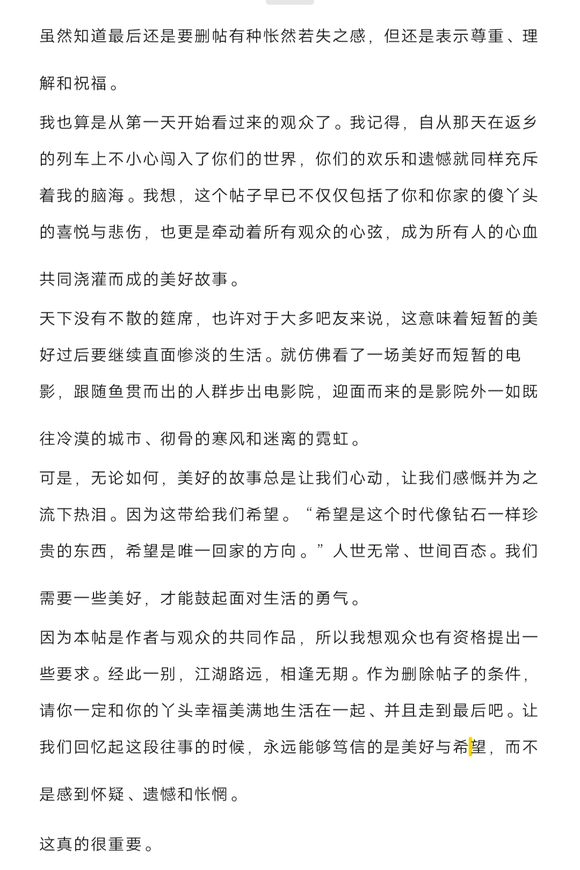 虽然知道最后还是要删帖有种怅然若失之感，但还是表示尊重、理
解和祝福。
我也算是从第一天开始看过来的观众了。我记得，自从那天在返乡
的列车上不小心闯入了你们的世界，你们的欢乐和遗憾就同样充斥
着我的脑海。我想，这个帖子早已不仅仅包括了你和你家的傻丫头
的喜悦与悲伤，也更是牵动着所有观众的心弦，成为所有人的心血
共同浇灌而成的美好故事。
天下没有不散的筵席，也许对于大多吧友来说，这意味着短暂的美
好过后要继续直面惨淡的生活。就仿佛看了一场美好而短暂的电
影，跟随鱼贯而出的人群步出电影院，迎面而来的是影院外一如既
往冷漠的城市、彻骨的寒风和迷离的霓虹。
可是，无论如何，美好的故事总是让我们心动，让我们感慨并为之
流下热泪。因为这带给我们希望。“希望是这个时代像钻石一样珍
贵的东西，希望是唯一回家的方向。”人世无常、世间百态。我们
需要一些美好，才能鼓起面对生活的勇气。
因为本帖是作者与观众的共同作品，所以我想观众也有资格提出一
些要求。经此一别，江湖路远，相逢无期。作为删除帖子的条件，
请你一定和你的丫头幸福美满地生活在一起、并且走到最后吧。让
我们回忆起这段往事的时候，永远能够笃信的是美好与希望，而不
是感到怀疑、遗憾和怅惘。
这真的很重要。